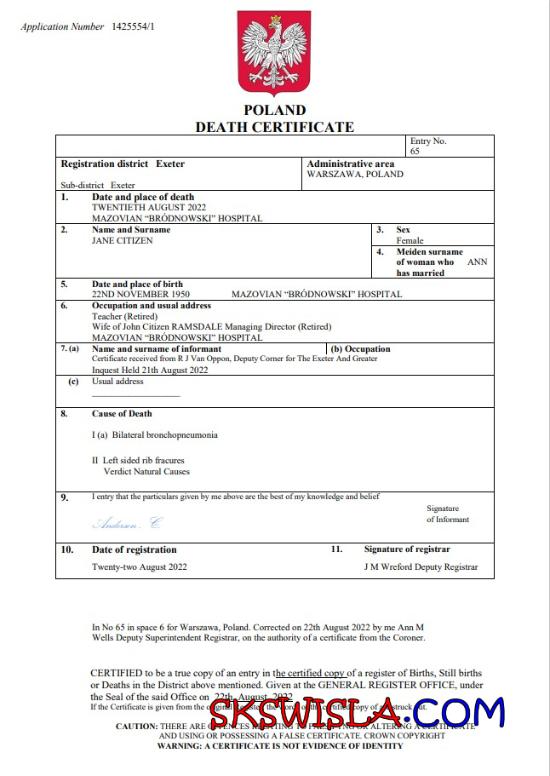 Application Number 1425554/1
POLAND
DEATH CERTIFICATE
Entry No.
65
Registration district Exeter
Sub-district Exeter
Administrative area
WARSZAWA, POLAND
1. Date and place of death
TWENTIETH AUGUST 2022
MAZOVIAN “BRÓDNOWSKI” HOSPITAL
2. Name and Surname
JANE CITIZEN
3. Sex
Female
4. Meiden surname
of woman who ANN
has married
5. Date and place of birth
22ND NOVEMBER 1950 MAZOVIAN “BRÓDNOWSKI” HOSPITAL
6. Occupation and usual address
Teacher (Retired)
Wife of John Citizen RAMSDALE Managing Director (Retired)
MAZOVIAN “BRÓDNOWSKI” HOSPITAL
7. (a) Name and surname of informant (b) Occupation
Certificate received from R J Van Oppon, Deputy Corner for The Exeter And Greater
Inquest Held 21th August 2022
(c) Usual address
8. Cause of Death
I (a) Bilateral bronchopneumonia
II Left sided rib fracures
Verdict Natural Causes
9. I entry that the particulars given by me above are the best of my knowledge and belief
Anderson. C
Signature
of Informant
10. Date of registration 11. Signature of registrar
Twenty-two August 2022 J M Wreford Deputy Registrar
In No 65 in space 6 for Warszawa, Poland. Corrected on 22th August 2022 by me Ann M
Wells Deputy Superintendent Registrar, on the authority of a certificate from the Coroner.
CERTIFIED to be a true copy of an entry in the certified copy of a register of Births, Still births
or Deaths in the District above mentioned. Given at the GENERAL REGISTER OFFICE, under
the Seal of the said Office on 22th August 2022
If the Certificate is given from the original certified copy struck out.
SKSWISLA.COM
CAUTION: THERE ARE OFFENCES RELATING TO FALSIFYING OR ALTERING A CERTIFICATE
AND USING OR POSSESSING A FALSE CERTIFICATE. CROWN COPYRIGHT
WARNING: A CERTIFICATE IS NOT EVIDENCE OF IDENTITY